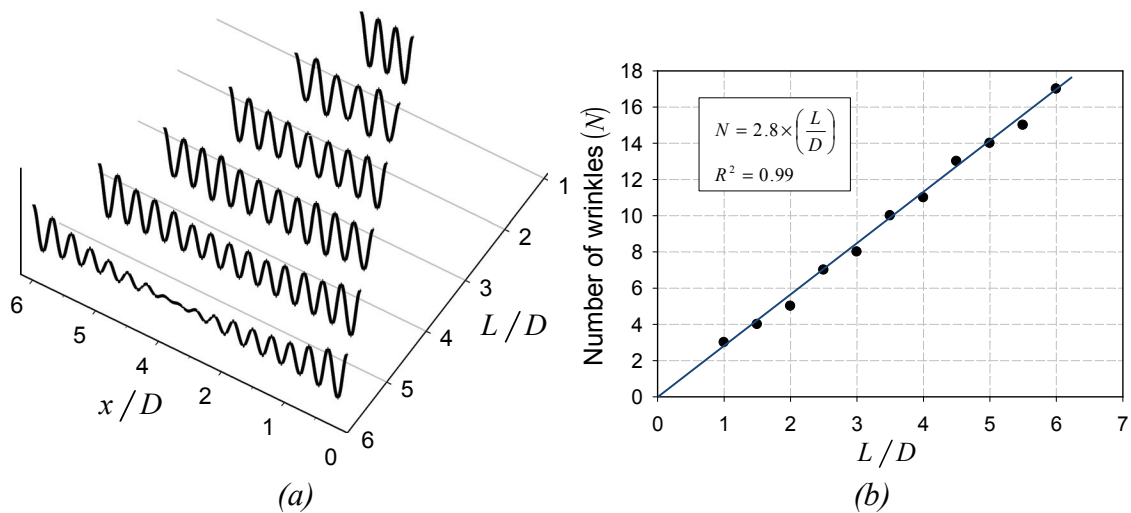 6
5
4
2
1
0
x / D
1
2
3
4
5
6
L / D
(a)
Number of wrinkles (N)
18
16
14
12
10
8
6
4
2
0
N = 2.8 × (L/D)
R² = 0.99
0 1 2 3 4 5 6 7
L / D
(b)